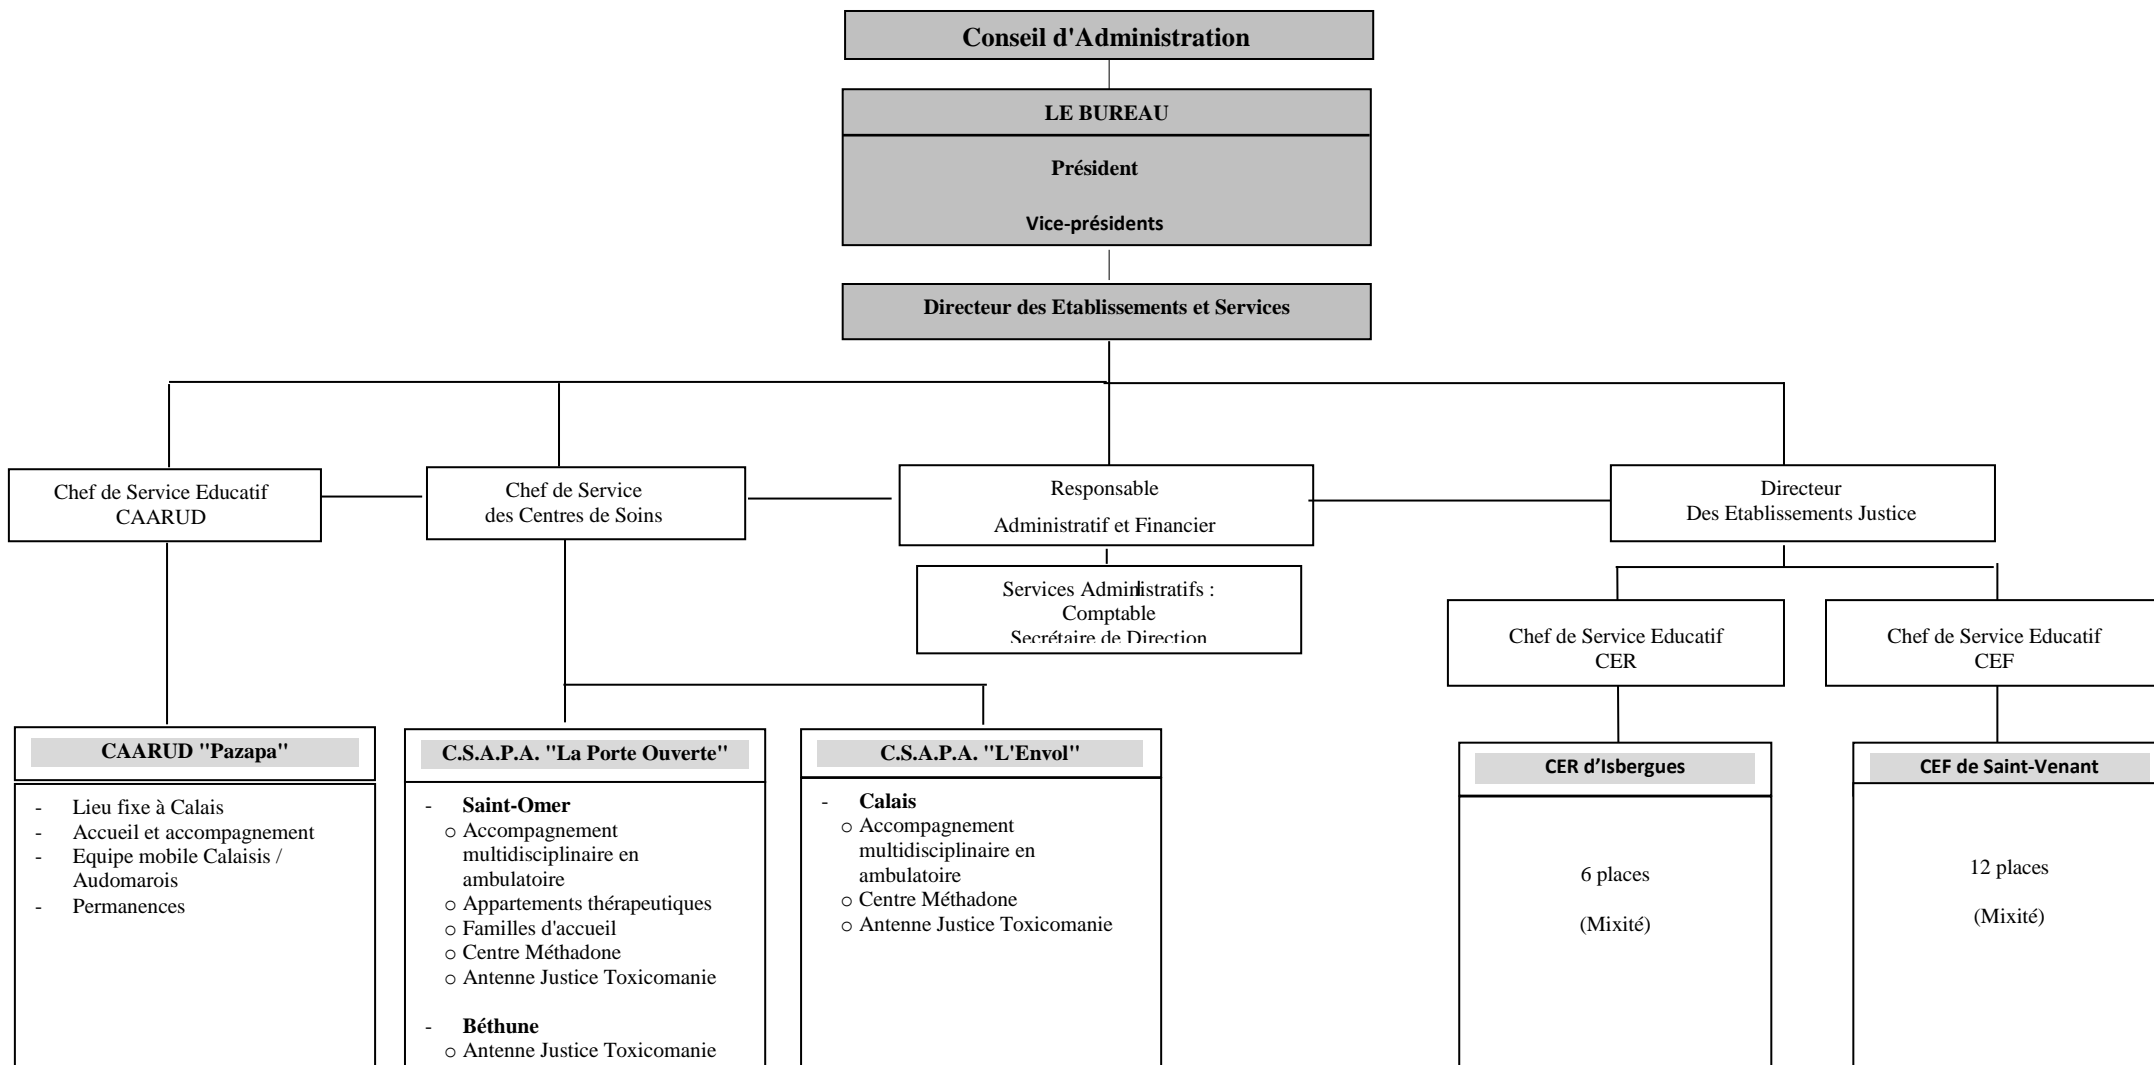 Conseil d'Administration
LE BUREAU
Président
Vice-présidents
Directeur des Etablissements et Services
Chef de Service Educatif
CAARUD
Chef de Service
des Centres de Soins
Responsable
Administratif et Financier
Directeur
Des Etablissements Justice
Services Administratifs :
Comptable
Secrétaire de Direction
Chef de Service Educatif
CER
Chef de Service Educatif
CEF
CAARUD "Pazapa"
- Lieu fixe à Calais
- Accueil et accompagnement
- Equipe mobile Calaisis /
Audomarois
- Permanences
C.S.A.P.A. "La Porte Ouverte"
- Saint-Omer
o Accompagnement
multidisciplinaire en
ambulatoire
o Appartements thérapeutiques
o Familles d'accueil
o Centre Méthadone
o Antenne Justice Toxicomanie
- Béthune
o Antenne Justice Toxicomanie
C.S.A.P.A. "L'Envol"
- Calais
o Accompagnement
multidisciplinaire en
ambulatoire
o Centre Méthadone
o Antenne Justice Toxicomanie
CER d’Isbergues
6 places
(Mixité)
CEF de Saint-Venant
12 places
(Mixité)